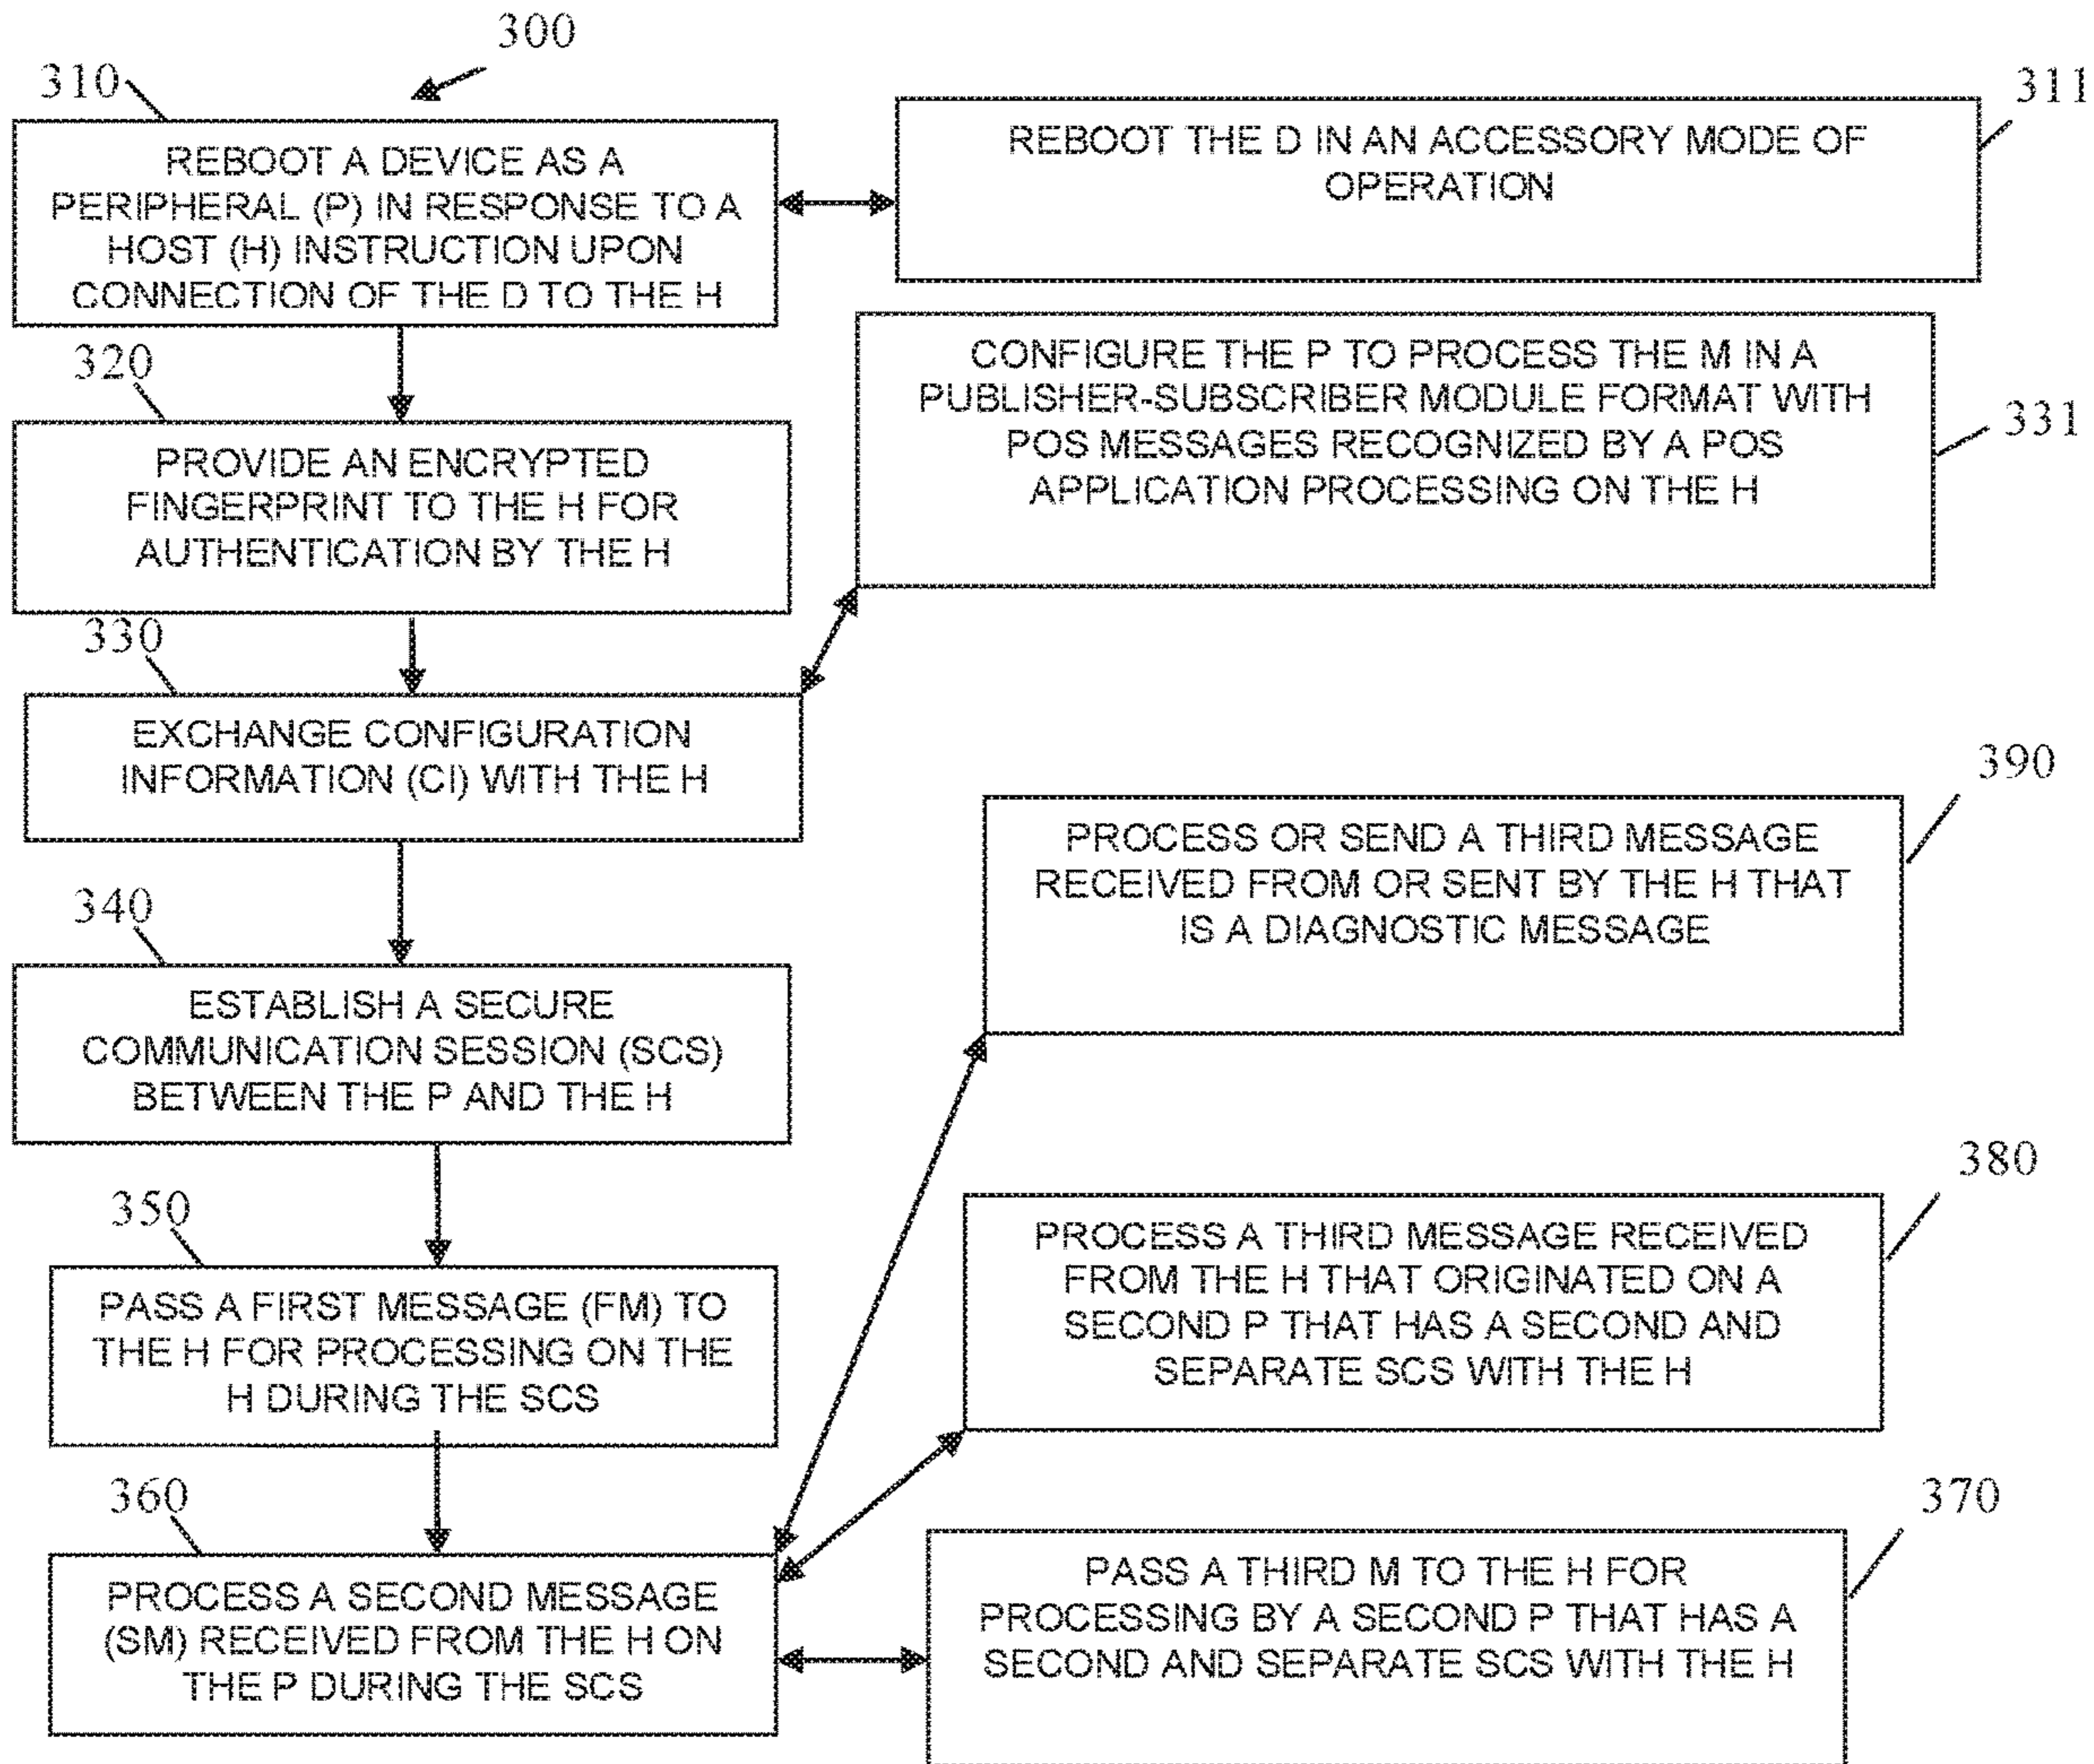 300
310
REBOOT A DEVICE AS A
PERIPHERAL (P) IN RESPONSE TO A
HOST (H) INSTRUCTION UPON
CONNECTION OF THE D TO THE H
311
REBOOT THE D IN AN ACCESSORY MODE OF
OPERATION
320
PROVIDE AN ENCRYPTED
FINGERPRINT TO THE H FOR
AUTHENTICATION BY THE H
331
CONFIGURE THE P TO PROCESS THE M IN A
PUBLISHER-SUBSCRIBER MODULE FORMAT WITH
POS MESSAGES RECOGNIZED BY A POS
APPLICATION PROCESSING ON THE H
330
EXCHANGE CONFIGURATION
INFORMATION (CI) WITH THE H
390
PROCESS OR SEND A THIRD MESSAGE
RECEIVED FROM OR SENT BY THE H THAT
IS A DIAGNOSTIC MESSAGE
340
ESTABLISH A SECURE
COMMUNICATION SESSION (SCS)
BETWEEN THE P AND THE H
380
PROCESS A THIRD MESSAGE RECEIVED
FROM THE H THAT ORIGINATED ON A
SECOND P THAT HAS A SECOND AND
SEPARATE SCS WITH THE H
350
PASS A FIRST MESSAGE (FM) TO
THE H FOR PROCESSING ON THE
H DURING THE SCS
360
PROCESS A SECOND MESSAGE
(SM) RECEIVED FROM THE H ON
THE P DURING THE SCS
370
PASS A THIRD M TO THE H FOR
PROCESSING BY A SECOND P THAT HAS A
SECOND AND SEPARATE SCS WITH THE H